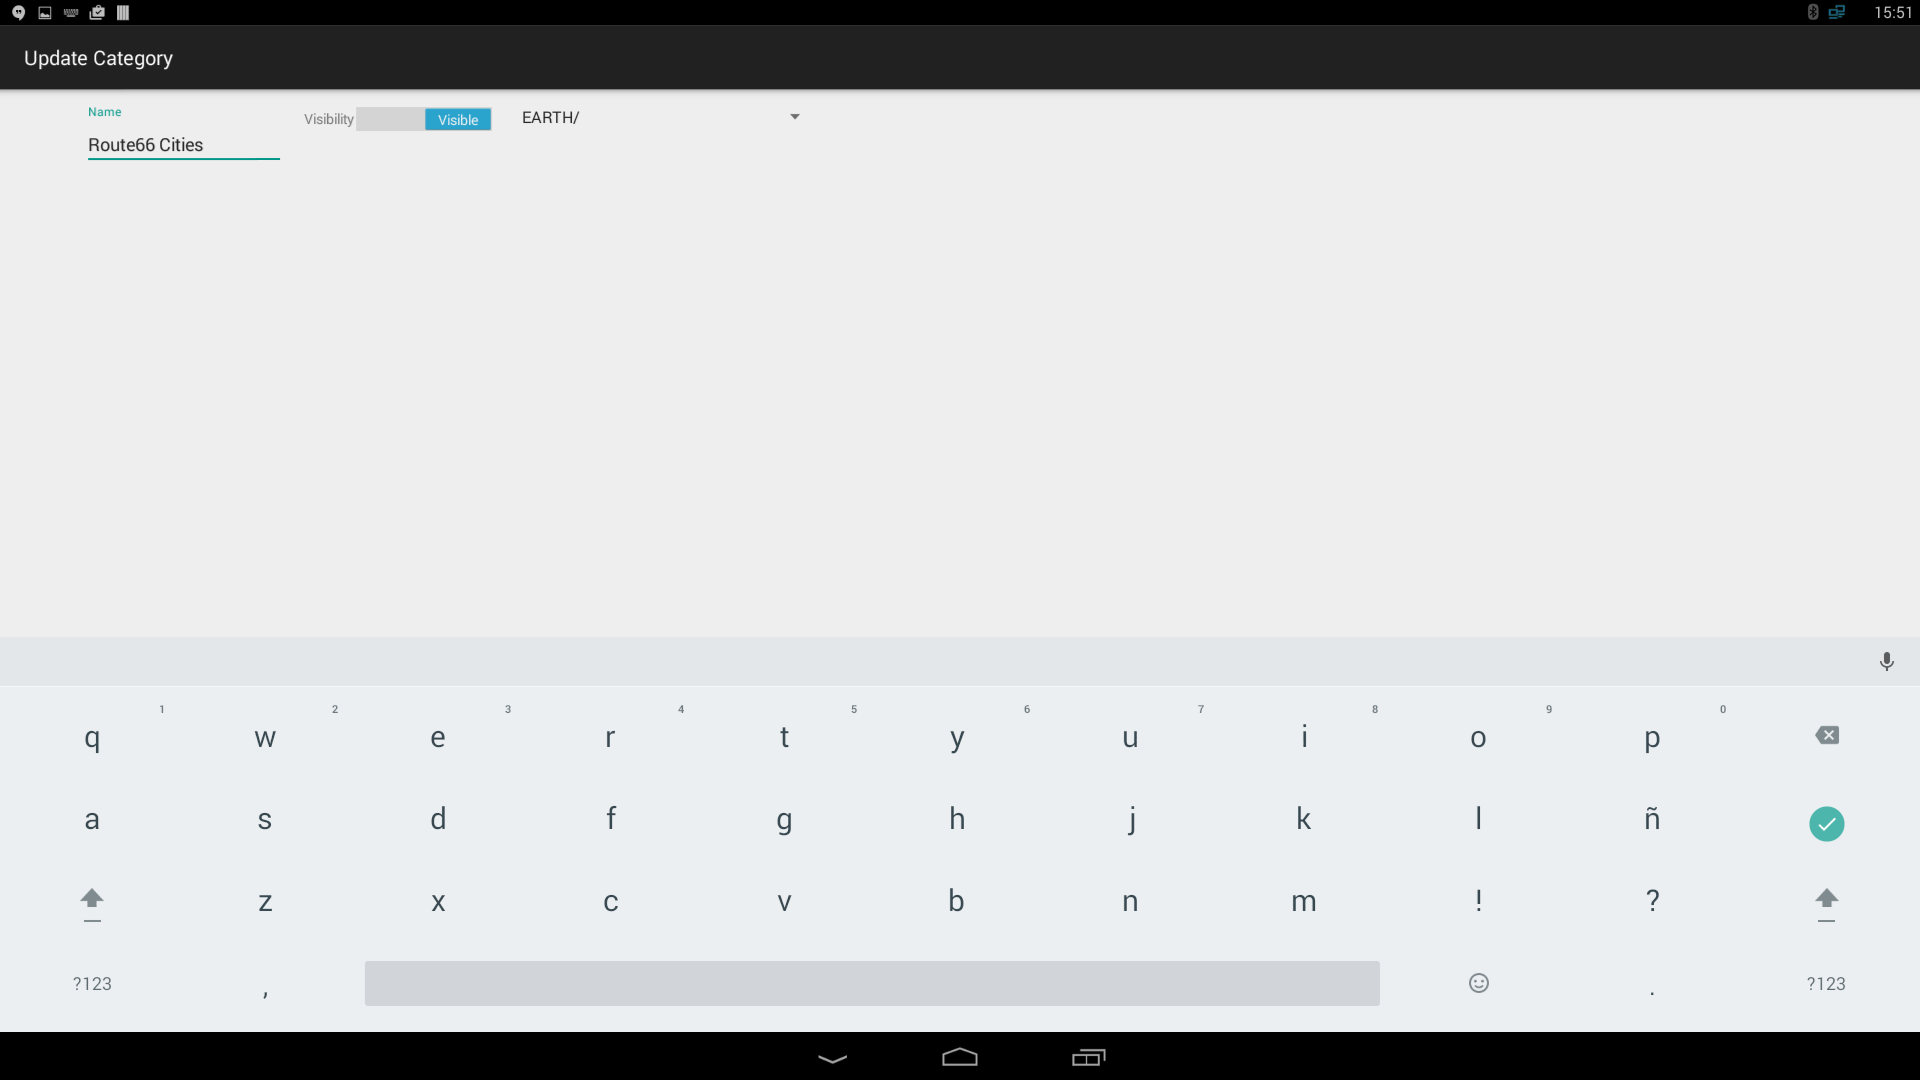 15:51
Update Category
Name
Visibility Visible EARTH/
Route66 Cities
1 2 3 4 5 6 7 8 9 0
q w e r t y u i o p
a s d f g h j k l ñ
z x c v b n m ! ?
?123 , . ?123